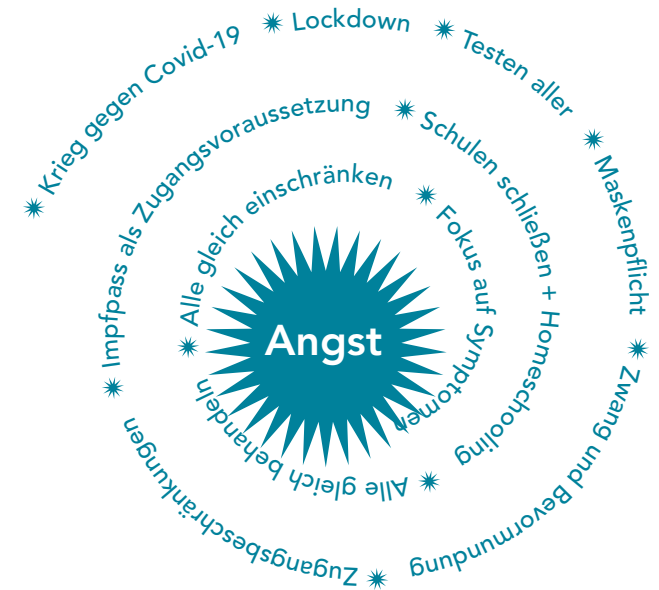 Krieg gegen Covid-19
Lockdown
Testen aller
Maskenpflicht
Zwang und Bevormundung
Zugangsbeschränkungen
Impfpass als Zugangsvoraussetzung
Schulen schließen + Homeschooling
Alle gleich behandeln
Alle gleich einschränken
Fokus auf Symptomen
Angst